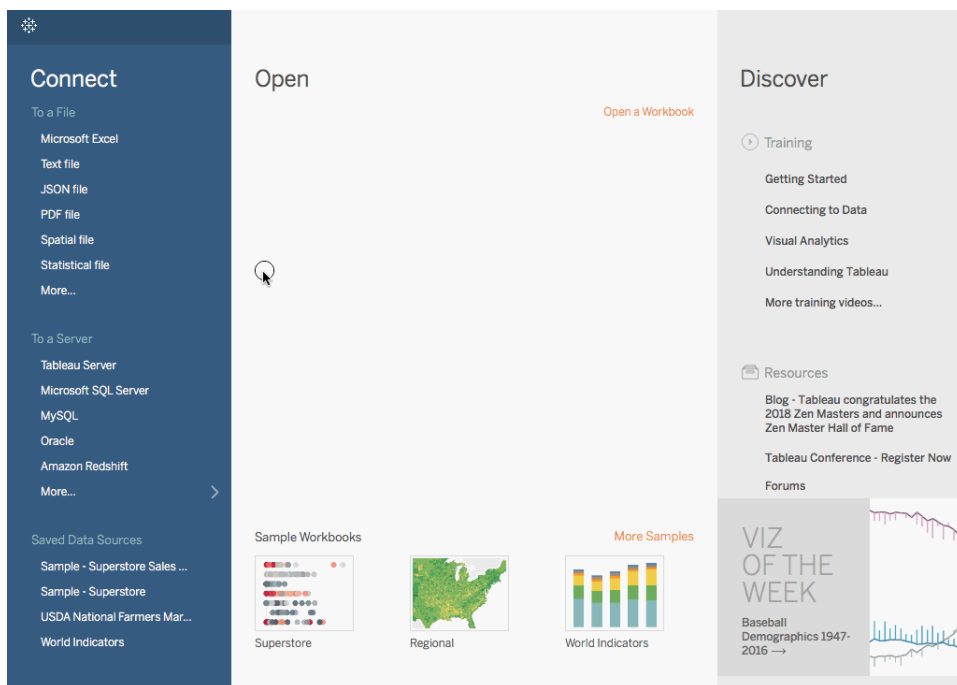 Connect
To a File
Microsoft Excel
Text file
JSON file
PDF file
Spatial file
Statistical file
More...
To a Server
Tableau Server
Microsoft SQL Server
MySQL
Oracle
Amazon Redshift
More...
Saved Data Sources
Sample - Superstore Sales ...
Sample - Superstore
USDA National Farmers Mar...
World Indicators
Open
Open a Workbook
Sample Workbooks
More Samples
Superstore
Regional
World Indicators
Discover
Training
Getting Started
Connecting to Data
Visual Analytics
Understanding Tableau
More training videos...
Resources
Blog - Tableau congratulates the
2018 Zen Masters and announces
Zen Master Hall of Fame
Tableau Conference - Register Now
Forums
VIZ
OF THE
WEEK
Baseball
Demographics 1947-
2016 →